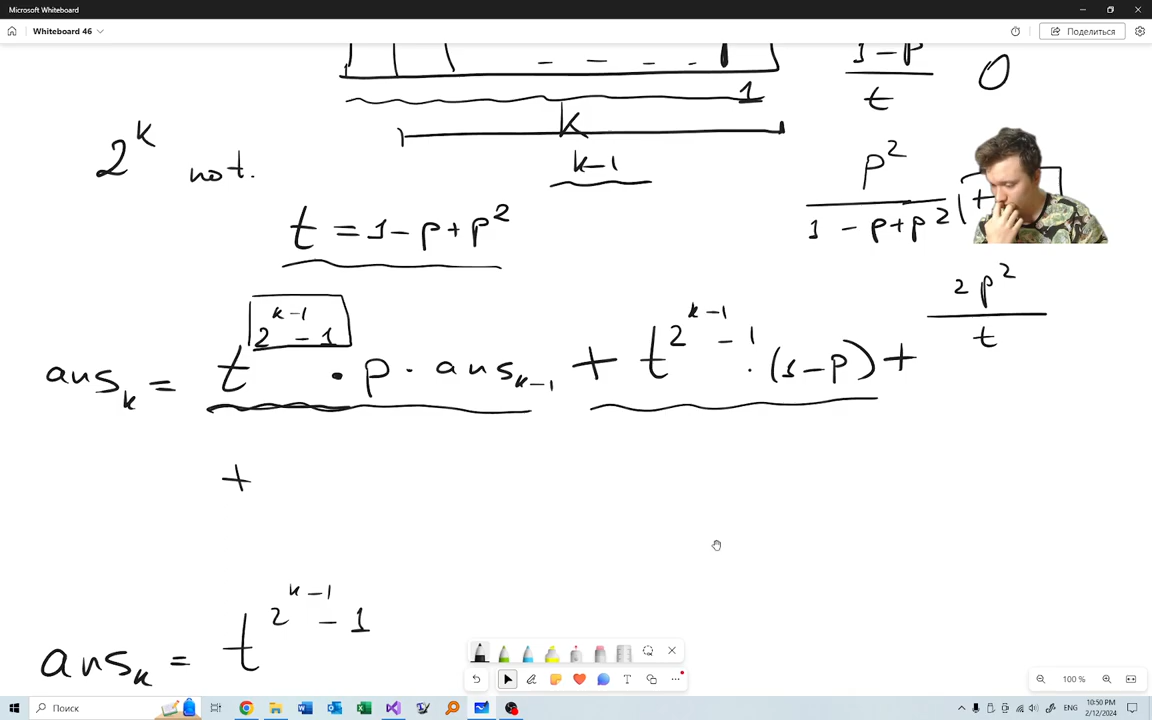 Microsoft Whiteboard
Whiteboard 46
Поделиться
1-p
t
0
1
k
k-1
2^k not.
p^2
1-p+p^2
1+
t = 1-p+p^2
2p^2
t
ans_k = t^{2^{k-1}-1} · p · ans_{k-1} + t^{2^{k-1}-1} · (1-p) +
+
ans_k = t^{2^{k-1}-1}
100 %
Поиск
ENG
10:50 PM
2/12/2024